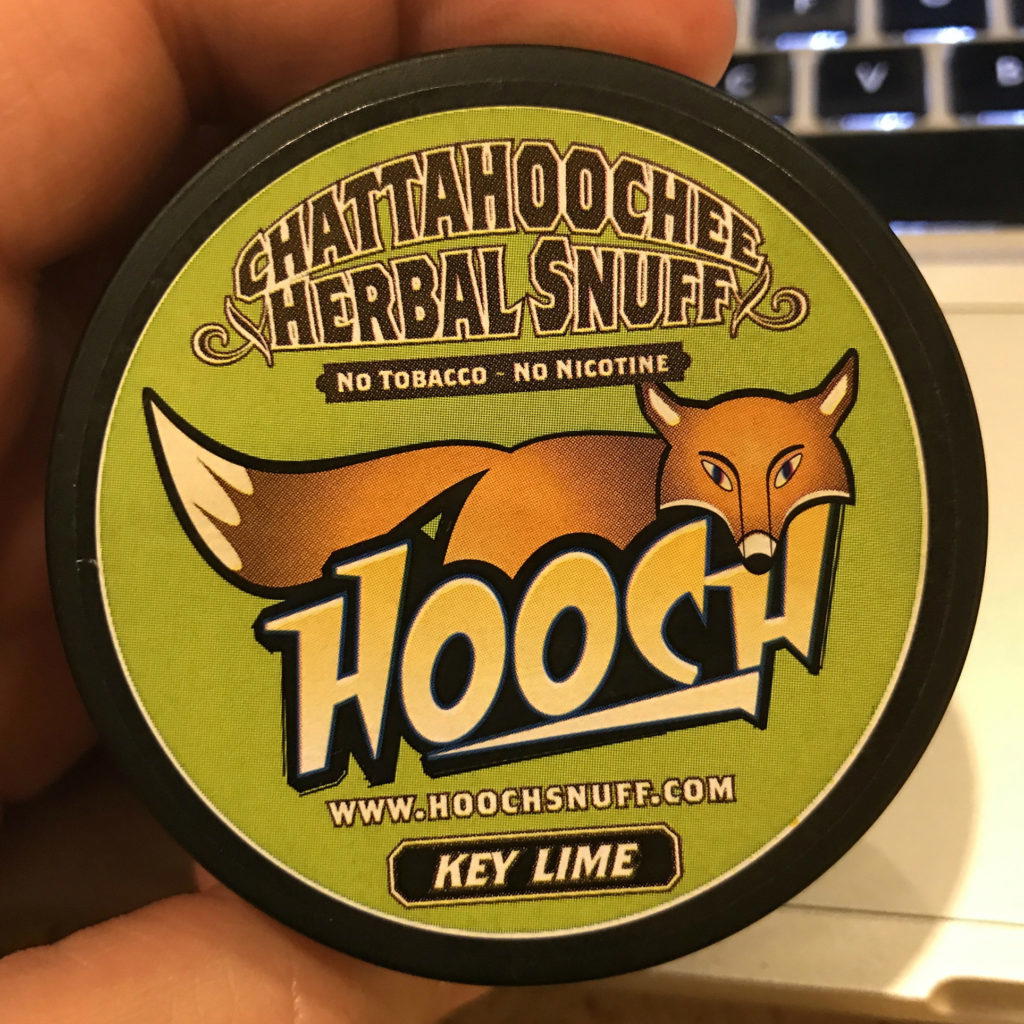 C V B
CHATTAHOOCHEE
HERBAL SNUFF
NO TOBACCO - NO NICOTINE
HOOCH
WWW.HOOCHSNUFF.COM
KEY LIME